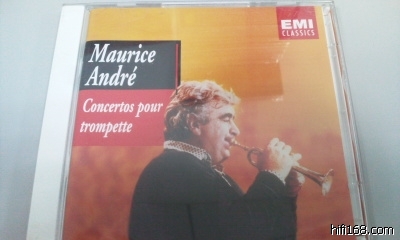 EMI
CLASSICS
Maurice
André
Concertos pour
trompette
hifi168.com